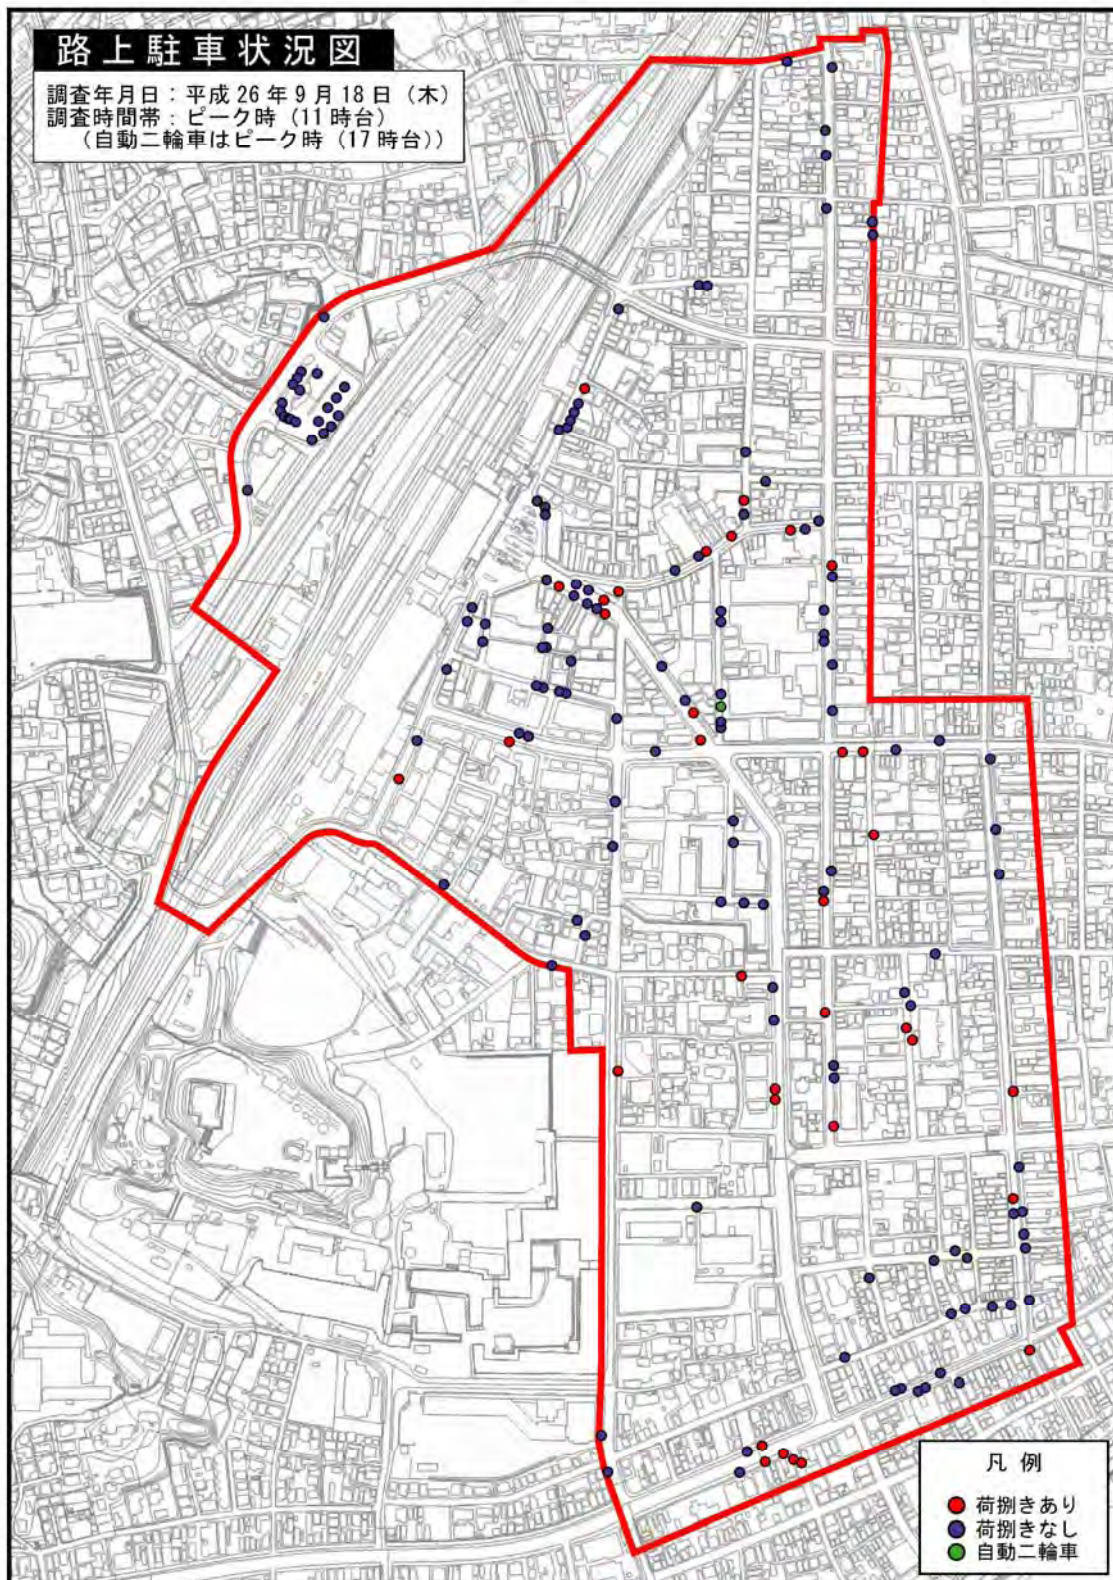 路上駐車状況図
調査年月日：平成26年9月18日（木）
調査時間帯：ピーク時（11時台）
（自動二輪車はピーク時（17時台））
凡例
荷捌きあり
荷捌きなし
自動二輪車